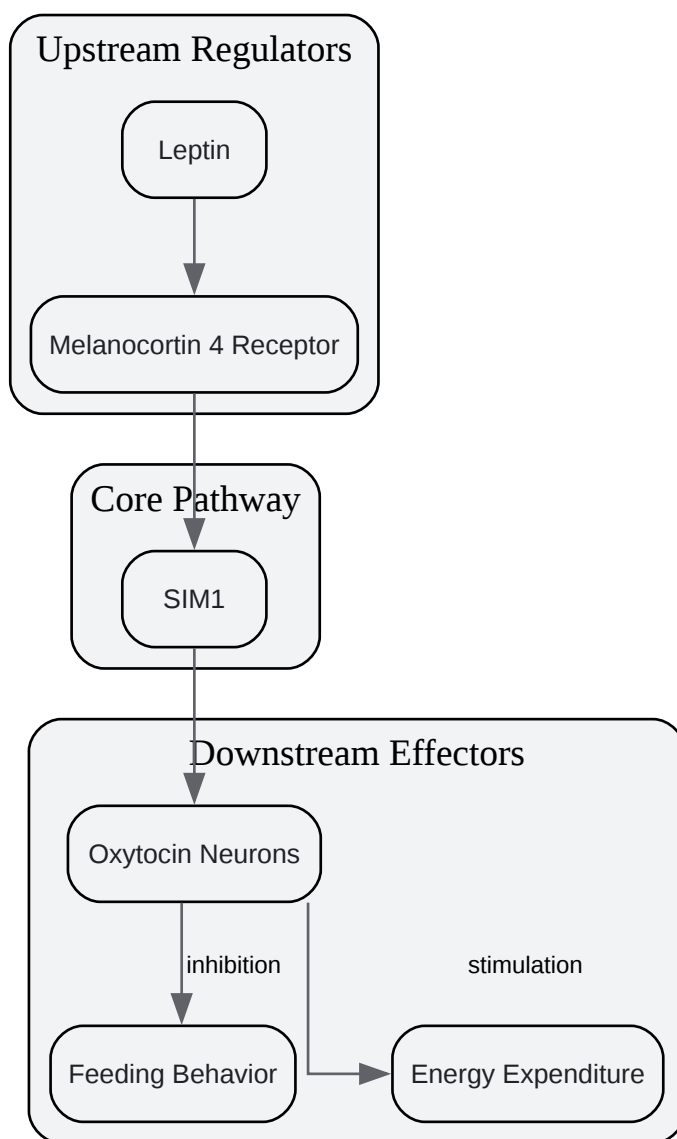 Upstream Regulators
Leptin
Melanocortin 4 Receptor
Core Pathway
SIM1
Downstream Effectors
Oxytocin Neurons
inhibition
stimulation
Feeding Behavior
Energy Expenditure